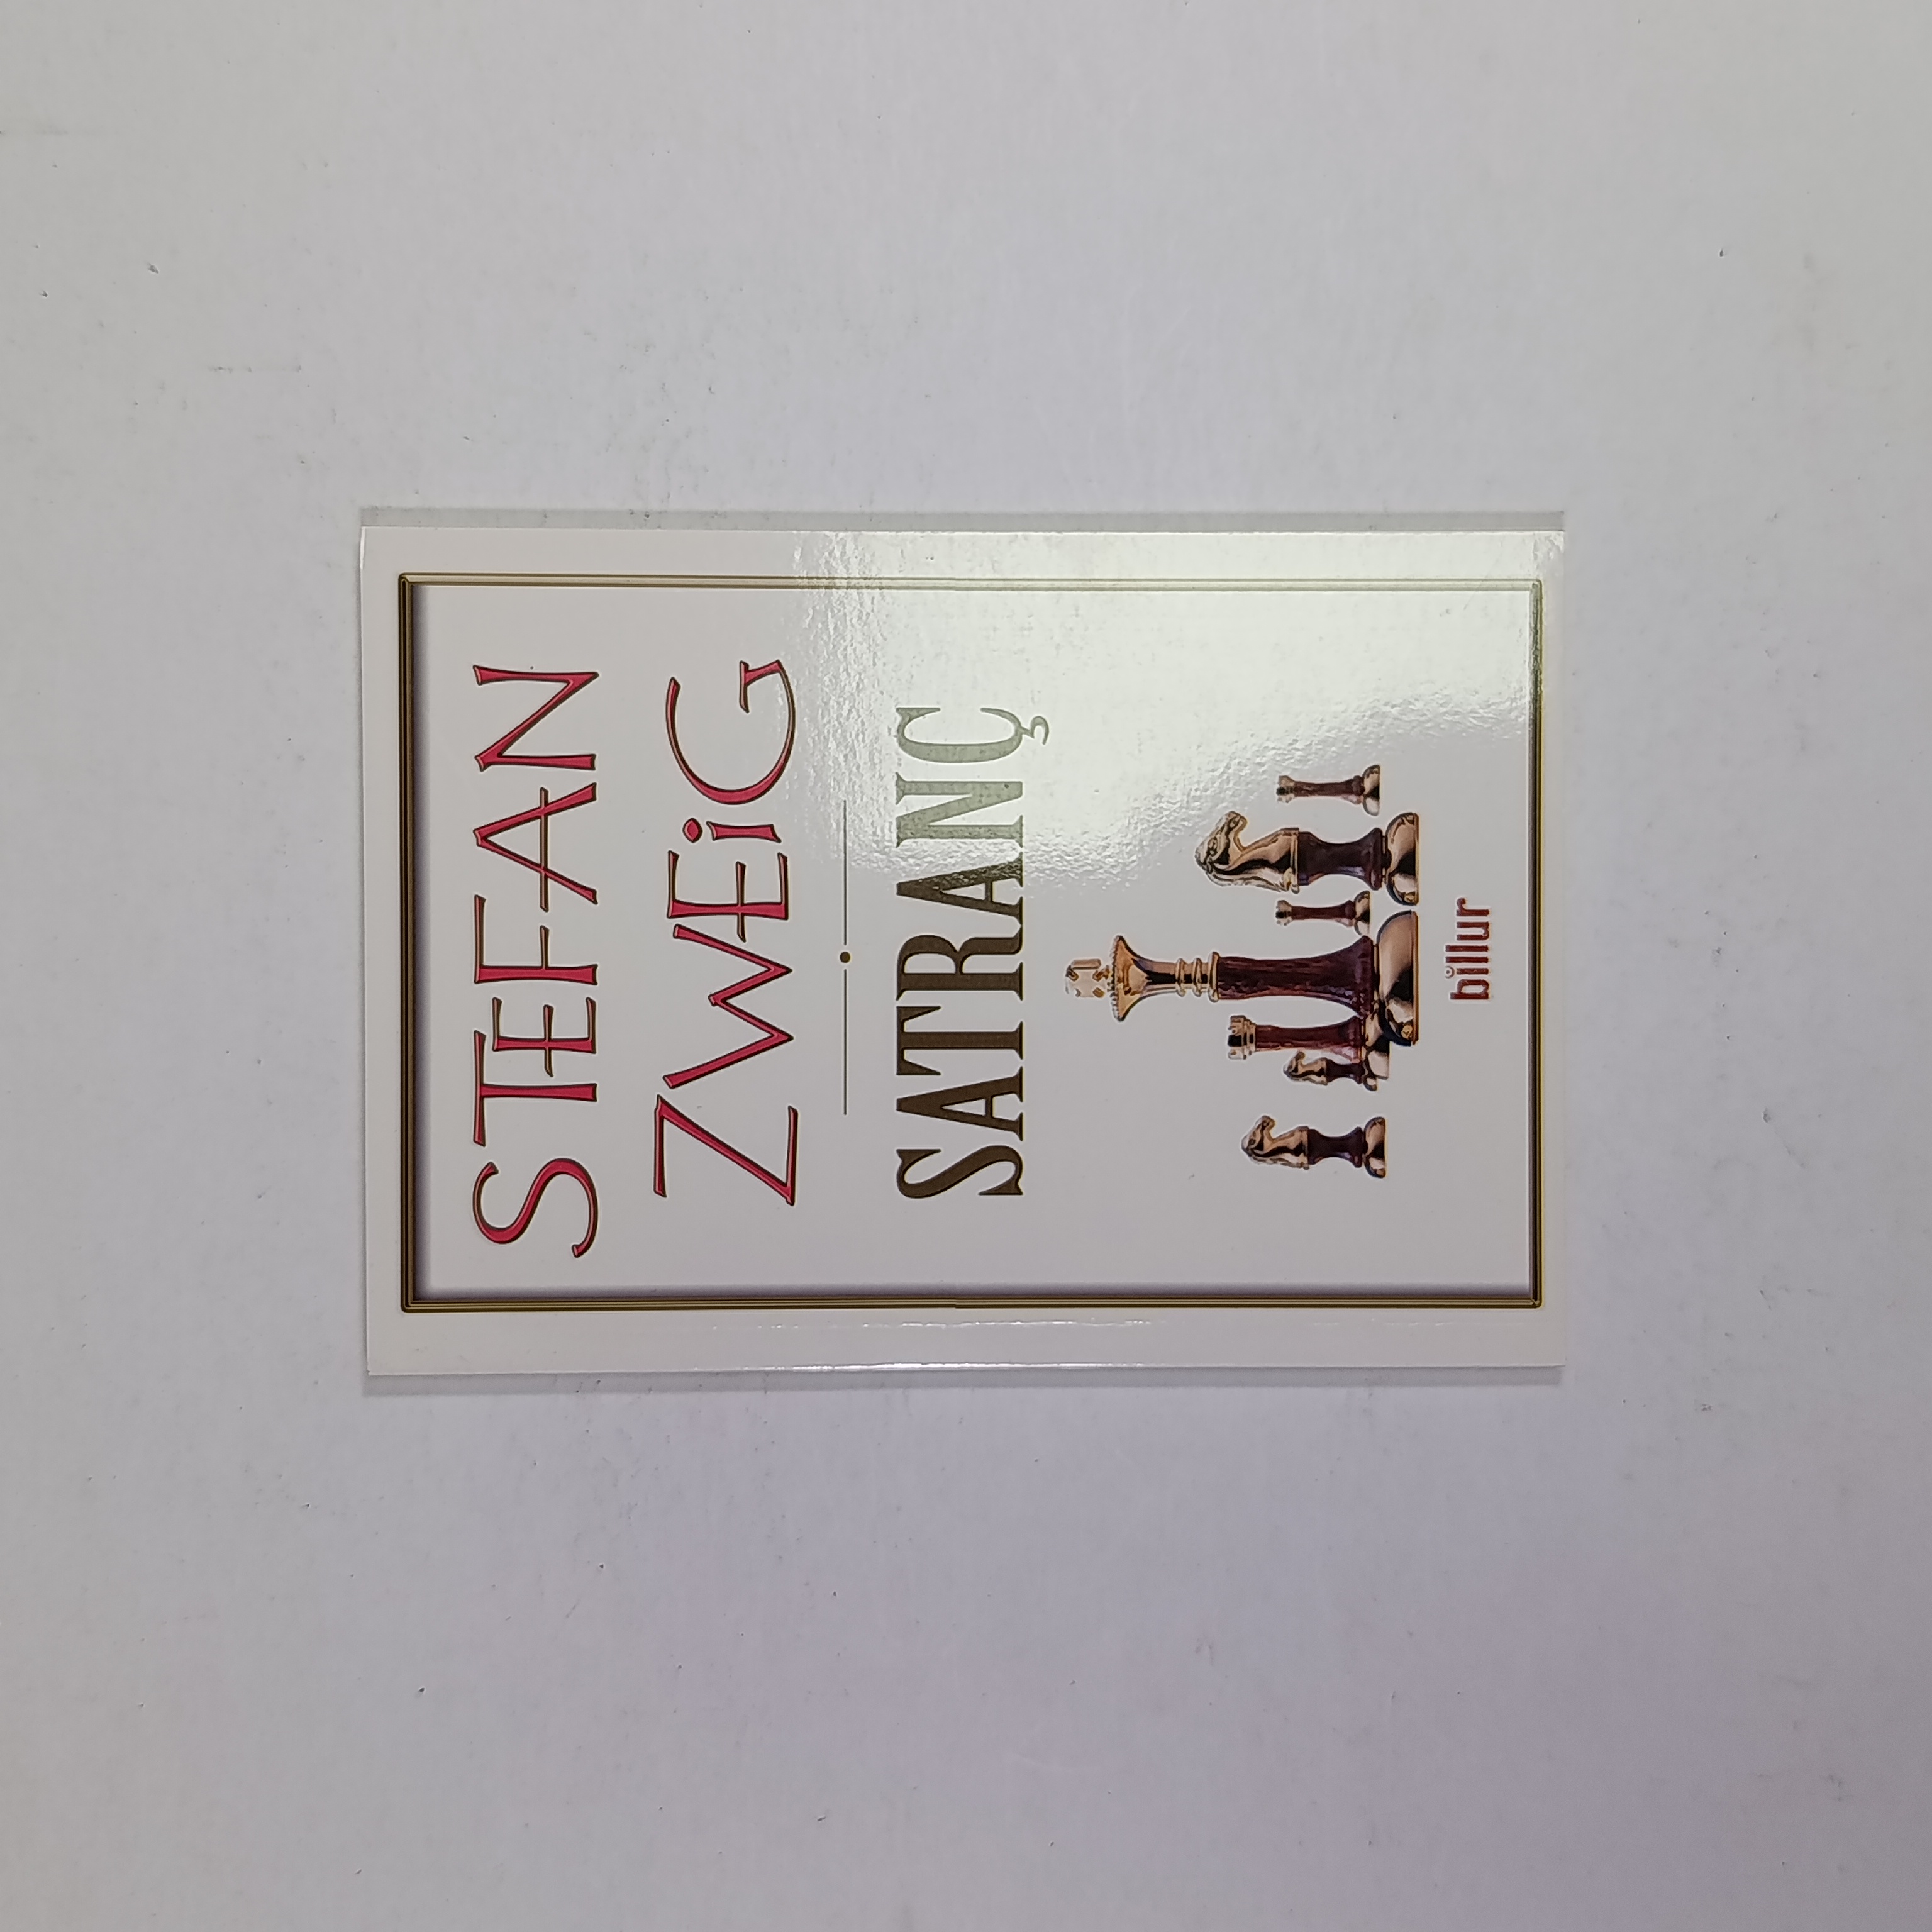 STEFAN
ZWEiG
SATRANÇ
billur